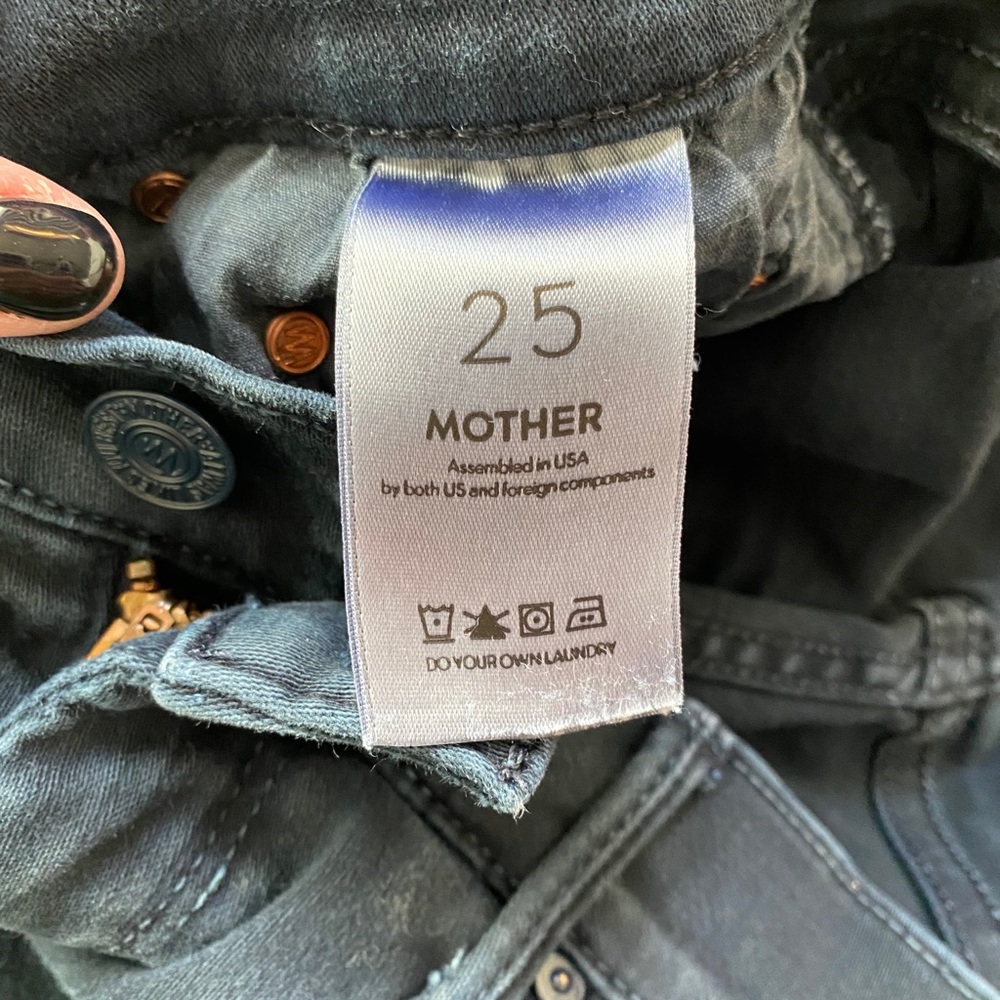 25
MOTHER
Assembled in USA
by both US and foreign components
DO YOUR OWN LAUNDRY